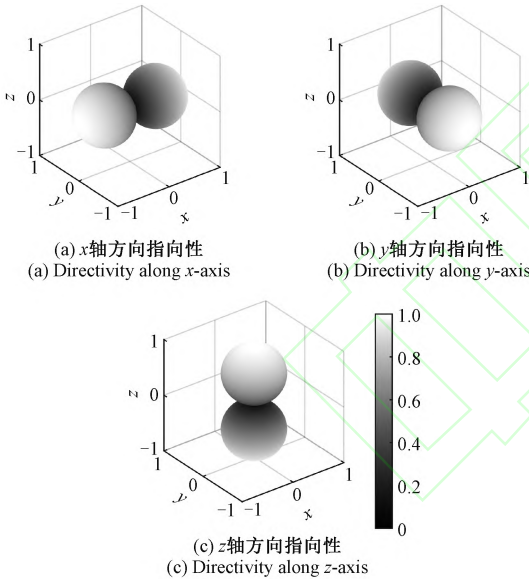 1
0
−1
z
1
0
−1
y
−1
0
1
x
(a) x轴方向指向性
(a) Directivity along x-axis
1
0
−1
z
1
0
−1
y
−1
0
1
x
(b) y轴方向指向性
(b) Directivity along y-axis
1
0
−1
z
1
0
−1
y
−1
0
1
x
1.0
0.8
0.6
0.4
0.2
0
(c) z轴方向指向性
(c) Directivity along z-axis